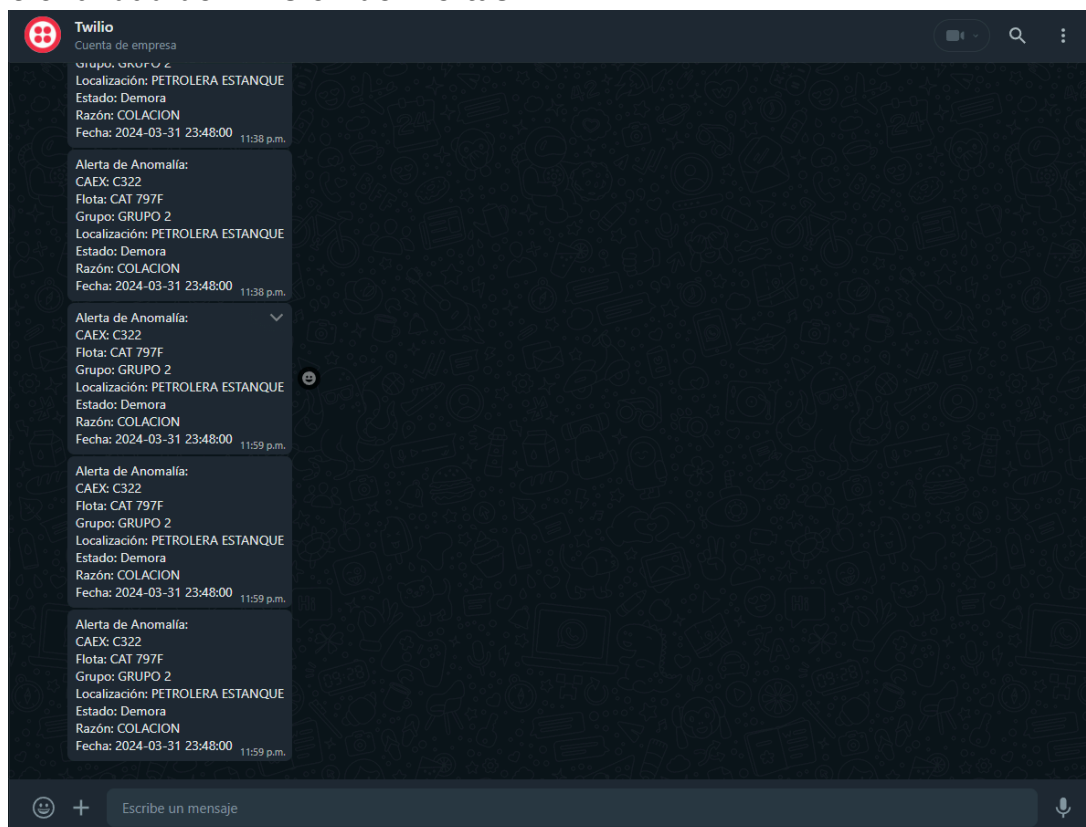 Twilio
Cuenta de empresa
Grupo: GRUPO 2
Localización: PETROLERA ESTANQUE
Estado: Demora
Razón: COLACION
Fecha: 2024-03-31 23:48:00 11:38 p.m.
Alerta de Anomalía:
CAEX: C322
Flota: CAT 797F
Grupo: GRUPO 2
Localización: PETROLERA ESTANQUE
Estado: Demora
Razón: COLACION
Fecha: 2024-03-31 23:48:00 11:38 p.m.
Alerta de Anomalía:
CAEX: C322
Flota: CAT 797F
Grupo: GRUPO 2
Localización: PETROLERA ESTANQUE
Estado: Demora
Razón: COLACION
Fecha: 2024-03-31 23:48:00 11:59 p.m.
Alerta de Anomalía:
CAEX: C322
Flota: CAT 797F
Grupo: GRUPO 2
Localización: PETROLERA ESTANQUE
Estado: Demora
Razón: COLACION
Fecha: 2024-03-31 23:48:00 11:59 p.m.
Alerta de Anomalía:
CAEX: C322
Flota: CAT 797F
Grupo: GRUPO 2
Localización: PETROLERA ESTANQUE
Estado: Demora
Razón: COLACION
Fecha: 2024-03-31 23:48:00 11:59 p.m.
Escribe un mensaje